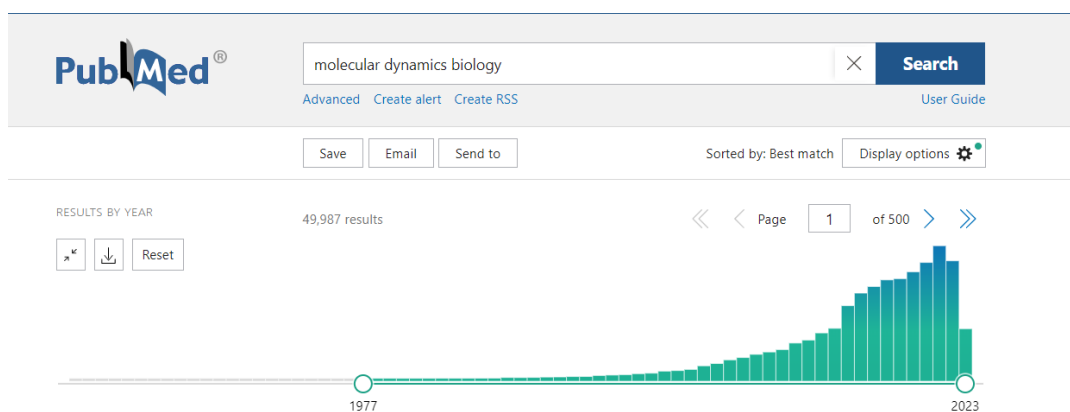 PubMed®
molecular dynamics biology
Search
Advanced Create alert Create RSS
User Guide
Save Email Send to
Sorted by: Best match
Display options
RESULTS BY YEAR
49,987 results
Page 1 of 500
Reset
1977
2023